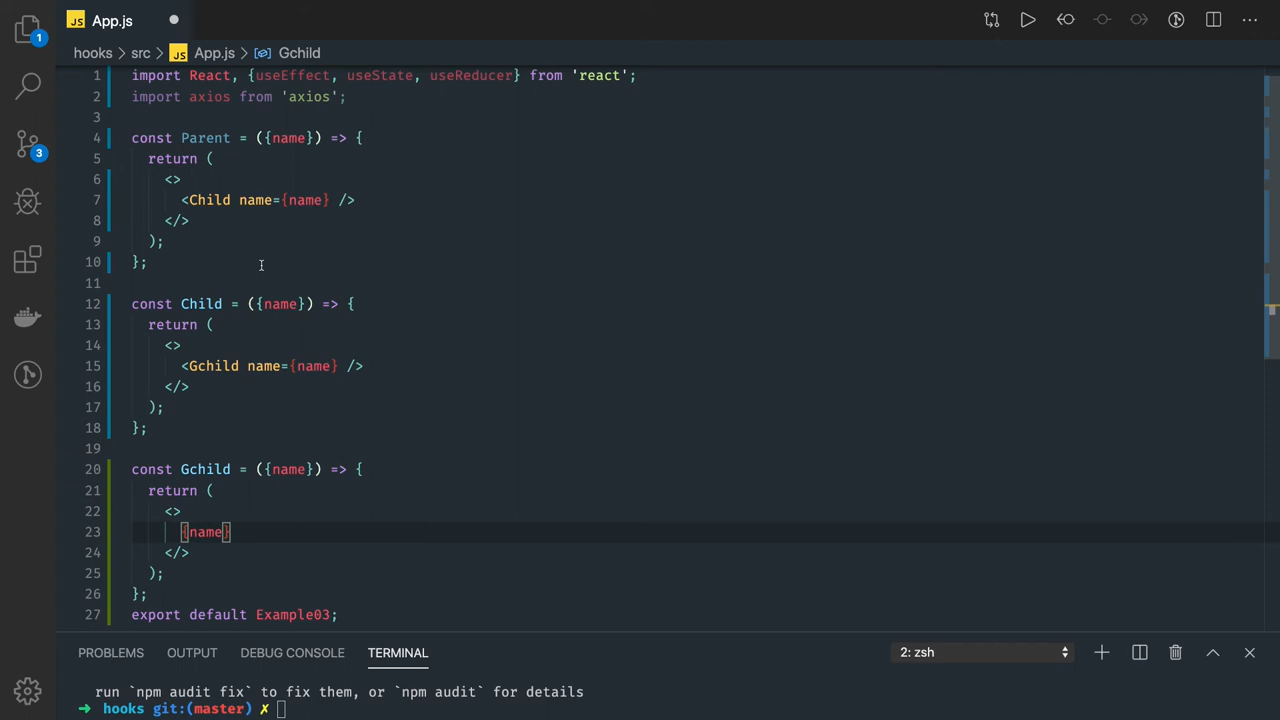 JS App.js
hooks > src > JS App.js > Gchild
1 import React, {useEffect, useState, useReducer} from 'react';
2 import axios from 'axios';
3
4 const Parent = ({name}) => {
5 return (
6 <>
7 <Child name={name} />
8 </>
9 );
10 };
11
12 const Child = ({name}) => {
13 return (
14 <>
15 <Gchild name={name} />
16 </>
17 );
18 };
19
20 const Gchild = ({name}) => {
21 return (
22 <>
23 {name}
24 </>
25 );
26 };
27 export default Example03;
1
3
PROBLEMS OUTPUT DEBUG CONSOLE TERMINAL 2: zsh
run `npm audit fix` to fix them, or `npm audit` for details
➜ hooks git:(master) ✗